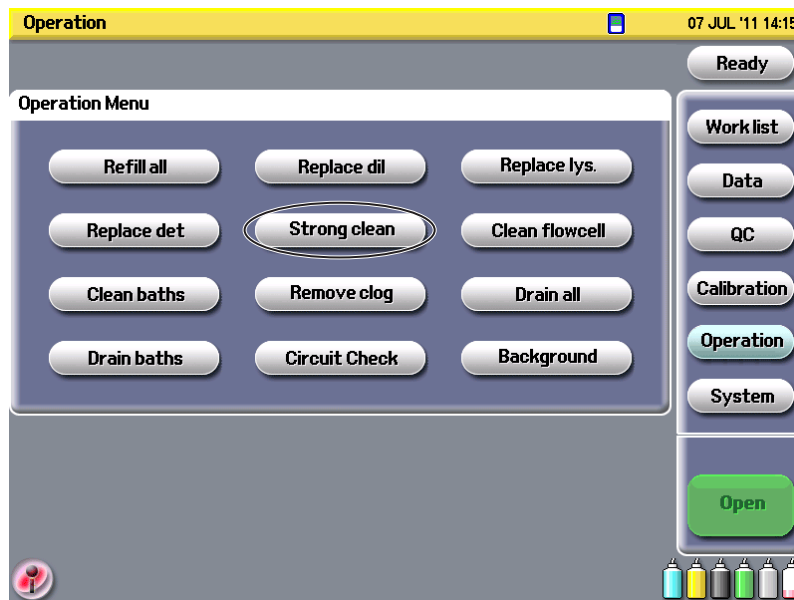 Operation
07 JUL '11 14:15
Ready
Operation Menu
Refill all
Replace dil
Replace lys.
Replace det
Strong clean
Clean flowcell
Clean baths
Remove clog
Drain all
Drain baths
Circuit Check
Background
Work list
Data
QC
Calibration
Operation
System
Open